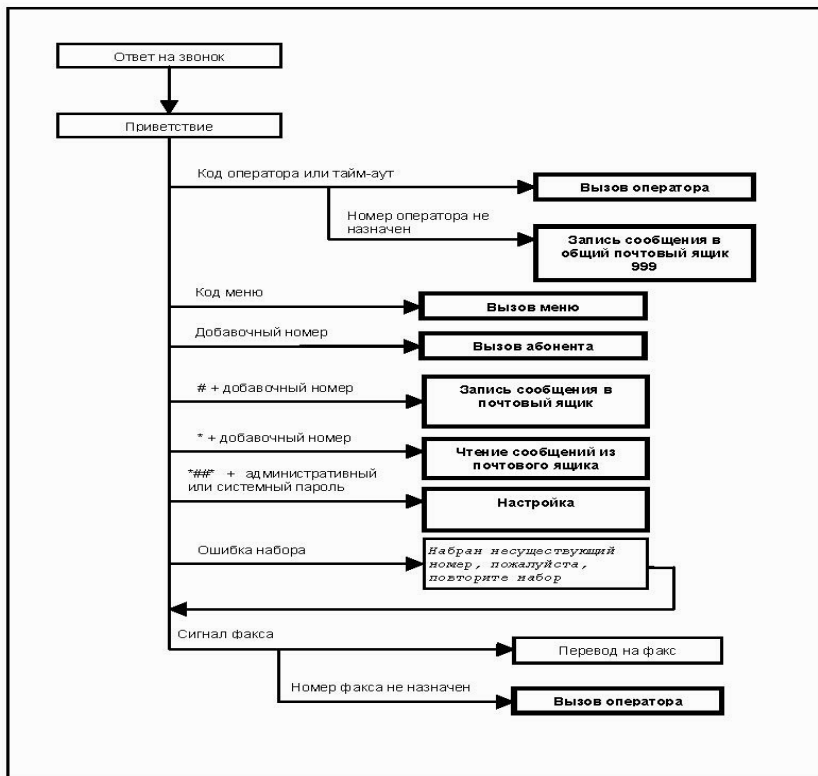 Ответ на звонок
Приветствие
Код оператора или тайм-аут
Вызов оператора
Номер оператора не
назначен
Запись сообщения в
общий почтовый ящик
999
Код меню
Вызов меню
Добавочный номер
Вызов абонента
# + добавочный номер
Запись сообщения в
почтовый ящик
* + добавочный номер
Чтение сообщений из
почтового ящика
*##* + административный
или системный пароль
Настройка
Ошибка набора
Набран несуществующий
номер, пожалуйста,
повторите набор
Сигнал факса
Перевод на факс
Номер факса не назначен
Вызов оператора